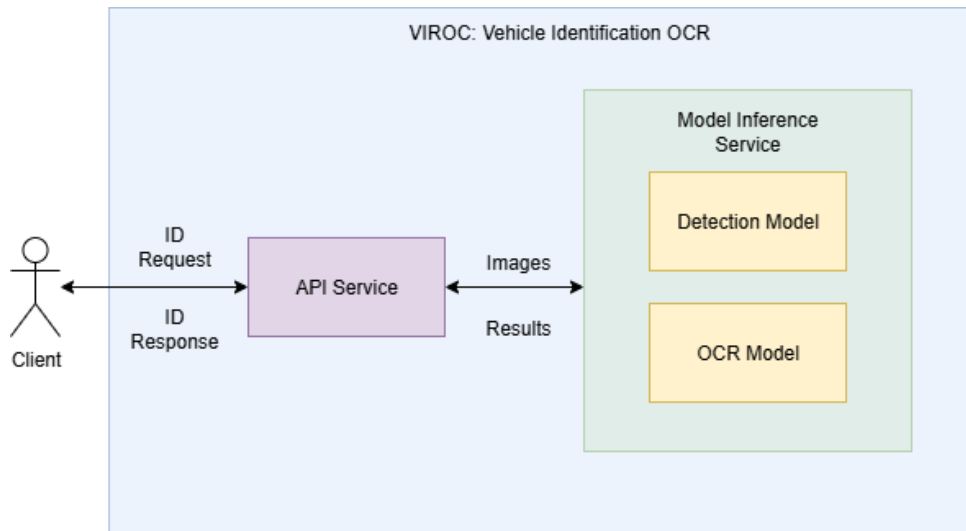 VIROC: Vehicle Identification OCR
Model Inference
Service
Detection Model
ID
Request
API Service
Images
ID
Response
Results
OCR Model
Client